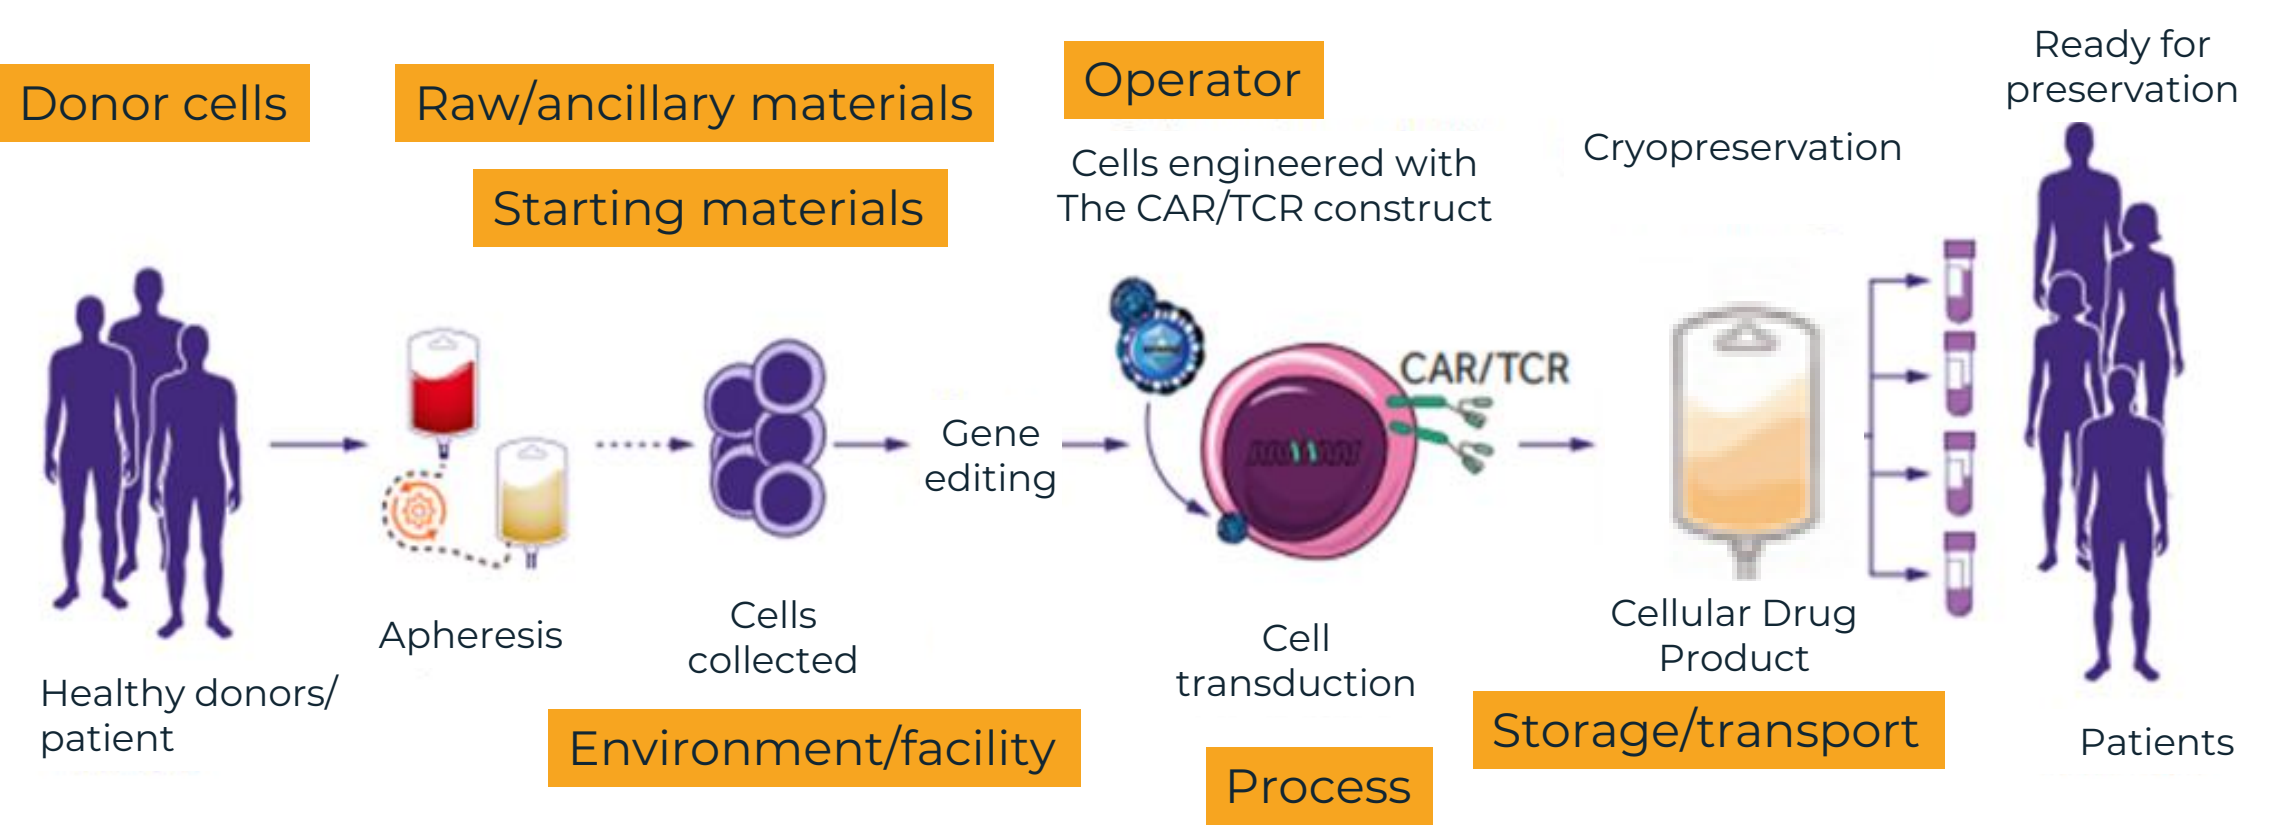 Donor cells
Raw/ancillary materials
Starting materials
Operator
Cells engineered with
The CAR/TCR construct
Cryopreservation
Ready for
preservation
CAR/TCR
Gene
editing
Healthy donors/
patient
Apheresis
Cells
collected
Environment/facility
Cell
transduction
Process
Cellular Drug
Product
Storage/transport
Patients